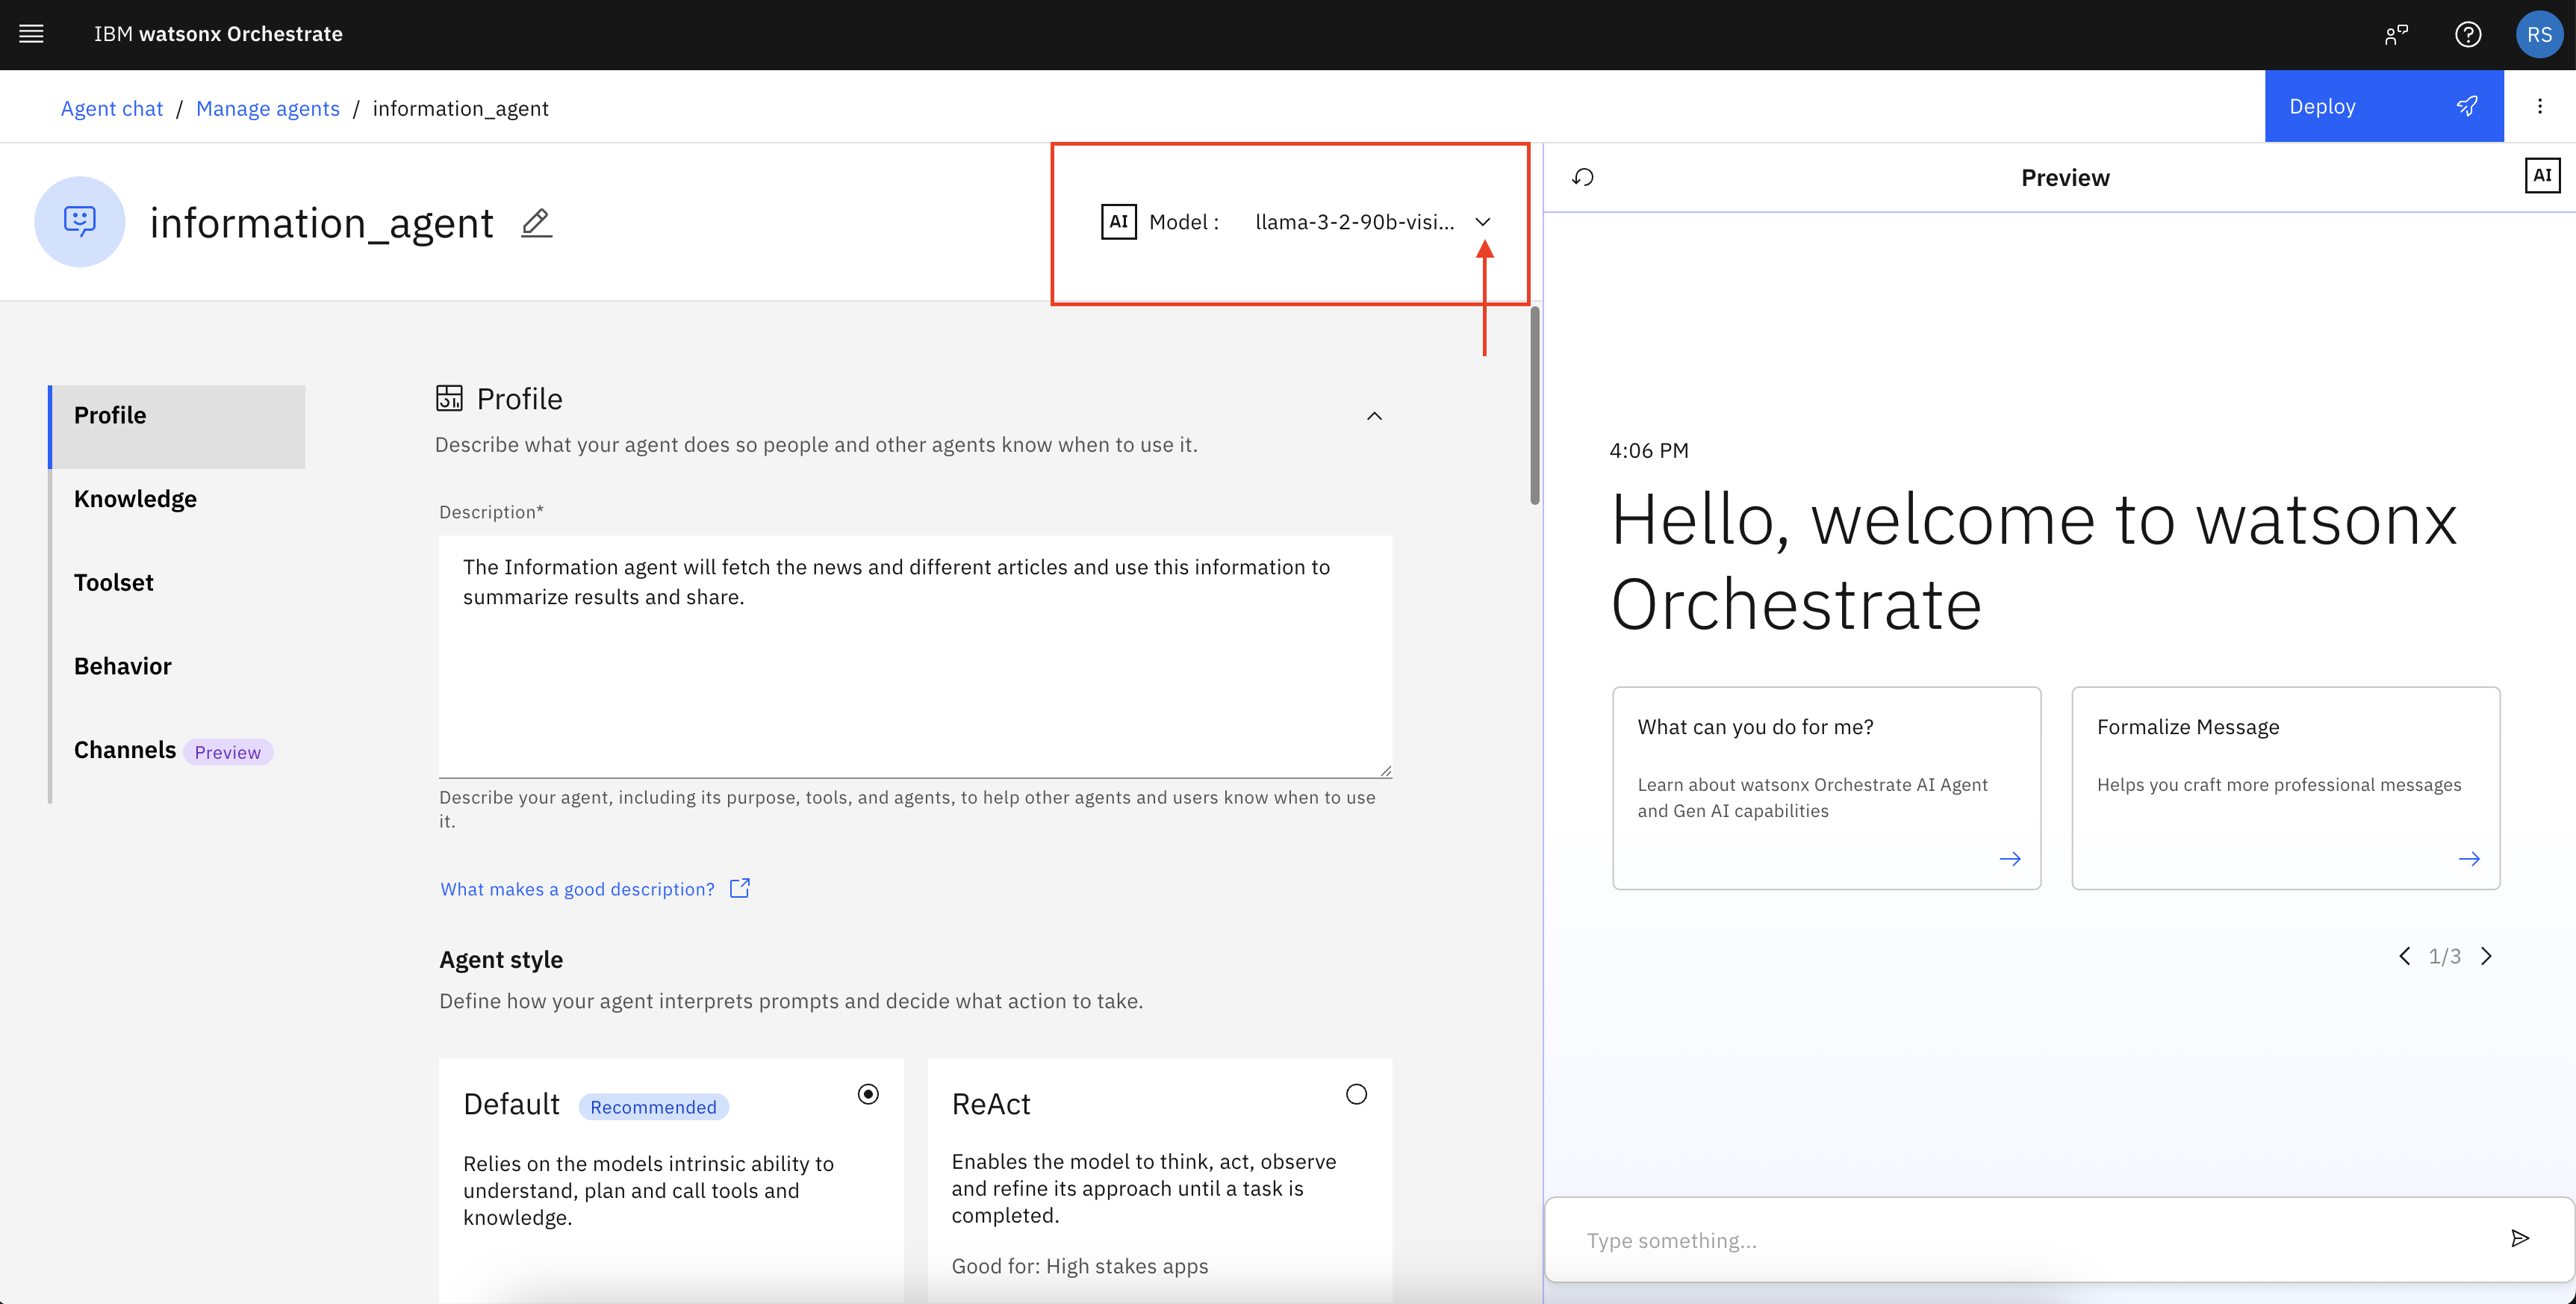 IBM watsonx Orchestrate
RS
Agent chat / Manage agents / information_agent
Deploy
information_agent
AI Model : llama-3-2-90b-visi...
Preview
AI
Profile
Knowledge
Toolset
Behavior
Channels Preview
Profile
Describe what your agent does so people and other agents know when to use it.
Description*
The Information agent will fetch the news and different articles and use this information to
summarize results and share.
Describe your agent, including its purpose, tools, and agents, to help other agents and users know when to use
it.
What makes a good description?
Agent style
Define how your agent interprets prompts and decide what action to take.
Default Recommended
Relies on the models intrinsic ability to
understand, plan and call tools and
knowledge.
ReAct
Enables the model to think, act, observe
and refine its approach until a task is
completed.
Good for: High stakes apps
4:06 PM
Hello, welcome to watsonx
Orchestrate
What can you do for me?
Learn about watsonx Orchestrate AI Agent
and Gen AI capabilities
Formalize Message
Helps you craft more professional messages
1/3
Type something...